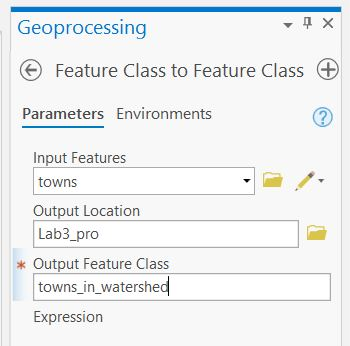 Geoprocessing
Feature Class to Feature Class
Parameters Environments
Input Features
towns
Output Location
Lab3_pro
* Output Feature Class
towns_in_watershed
Expression